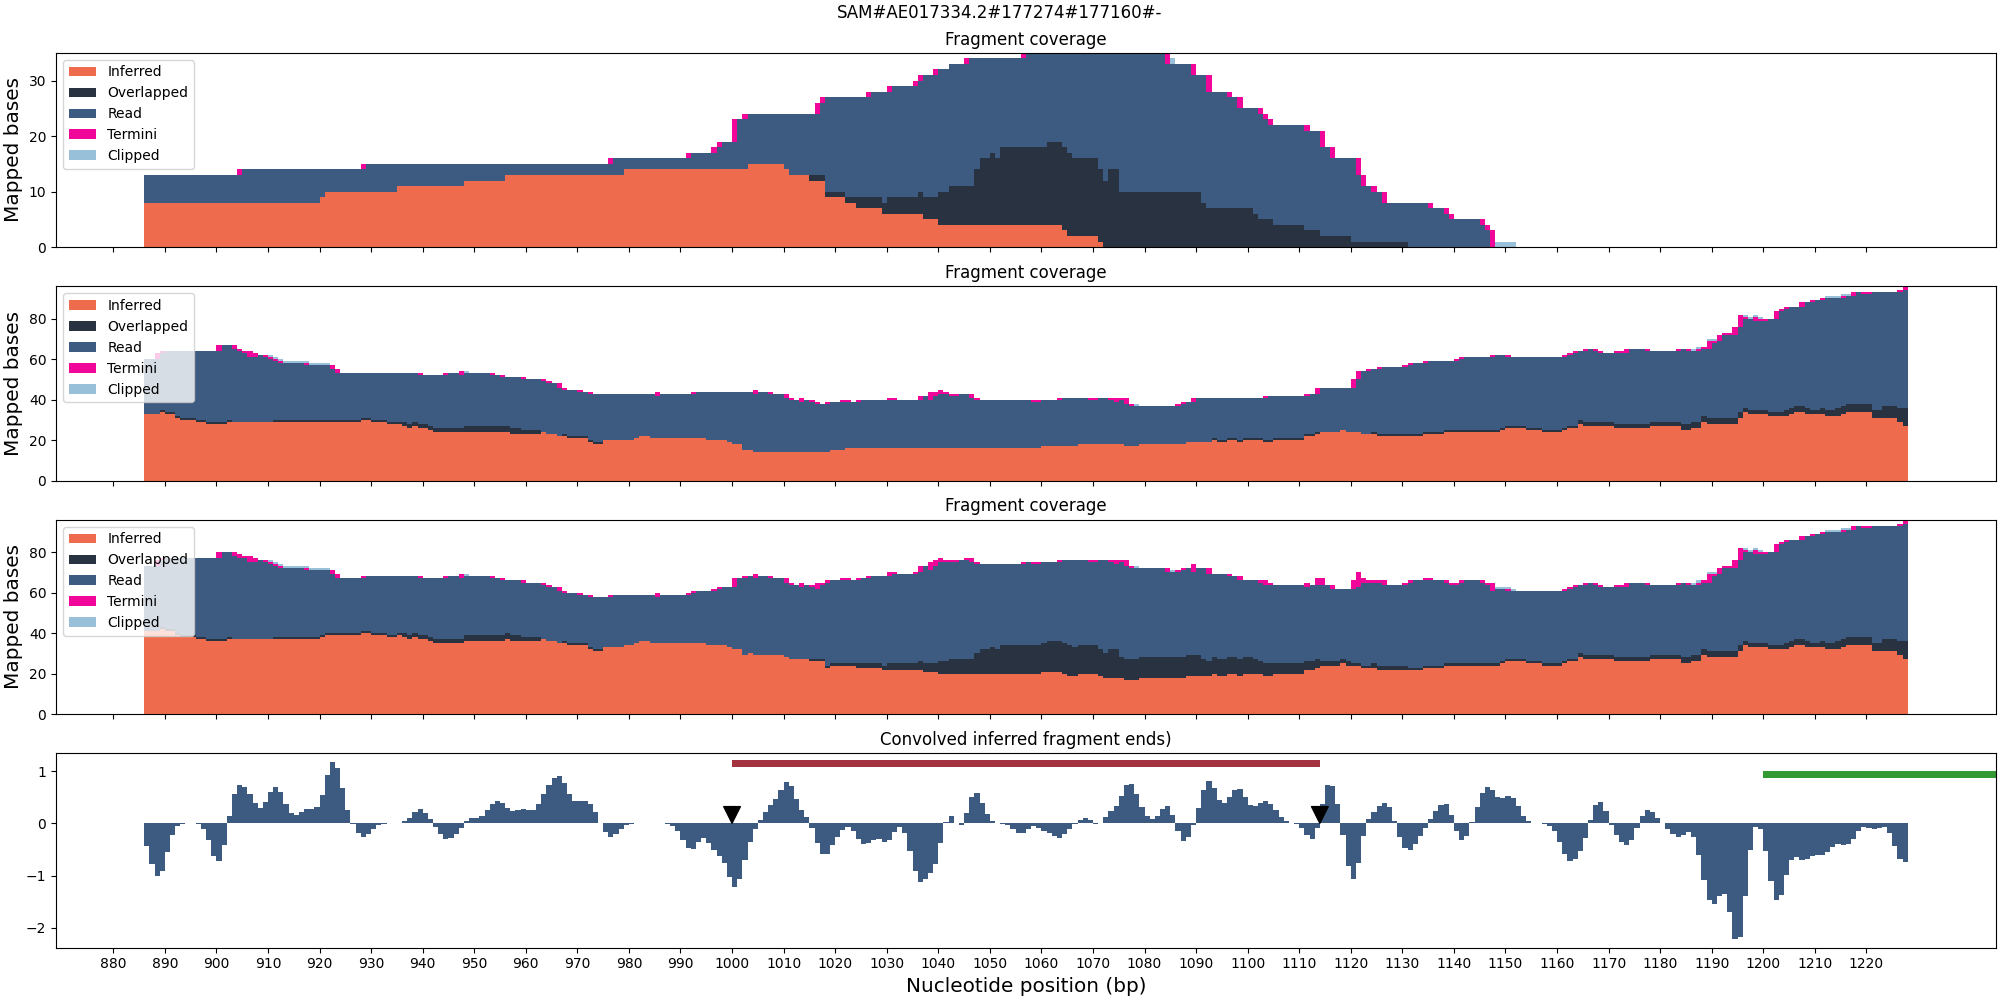 SAM#AE017334.2#177274#177160#-
Fragment coverage
Mapped bases
30
20
10
0
Inferred
Overlapped
Read
Termini
Clipped
Fragment coverage
Mapped bases
80
60
40
20
0
Inferred
Overlapped
Read
Termini
Clipped
Fragment coverage
Mapped bases
80
60
40
20
0
Inferred
Overlapped
Read
Termini
Clipped
Convolved inferred fragment ends)
1
0
−1
−2
880 890 900 910 920 930 940 950 960 970 980 990 1000 1010 1020 1030 1040 1050 1060 1070 1080 1090 1100 1110 1120 1130 1140 1150 1160 1170 1180 1190 1200 1210 1220
Nucleotide position (bp)